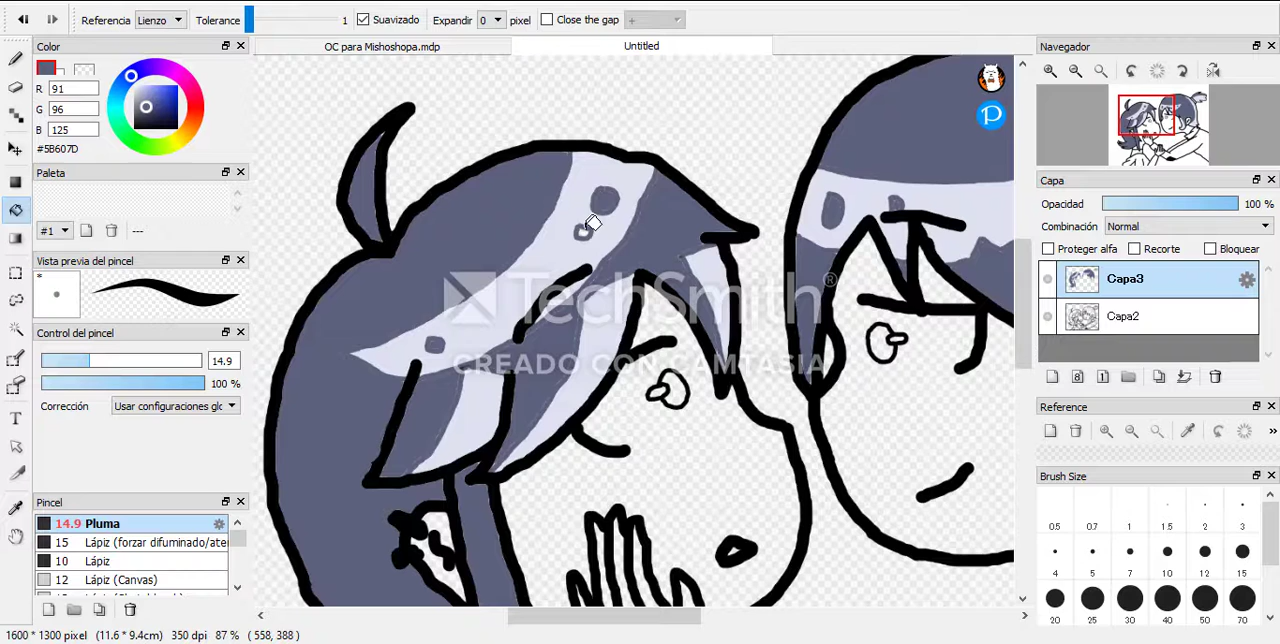 Referencia Lienzo Tolerance 1 Suavizado Expandir 0 pixel Close the gap +
OC para Mishoshopa.mdp
Untitled
Color
R 91
G 96
B 125
#5B607D
Paleta
#1 ---
Vista previa del pincel
*
Control del pincel
14.9
100 %
Corrección Usar configuraciones glo
Pincel
14.9 Pluma
15 Lápiz (forzar difuminado/ate
10 Lápiz
12 Lápiz (Canvas)
TechSmith®
CREADO CON CAMTASIA
P
Navegador
Capa
Opacidad 100 %
Combinación Normal
Proteger alfa Recorte Bloquear
Capa3
Capa2
8 1
Reference
»
Brush Size
0.5 0.7 1 1.5 2 3
4 5 7 10 12 15
20 25 30 40 50 70
1600 * 1300 pixel (11.6 * 9.4cm) 350 dpi 87 % ( 558, 388 )